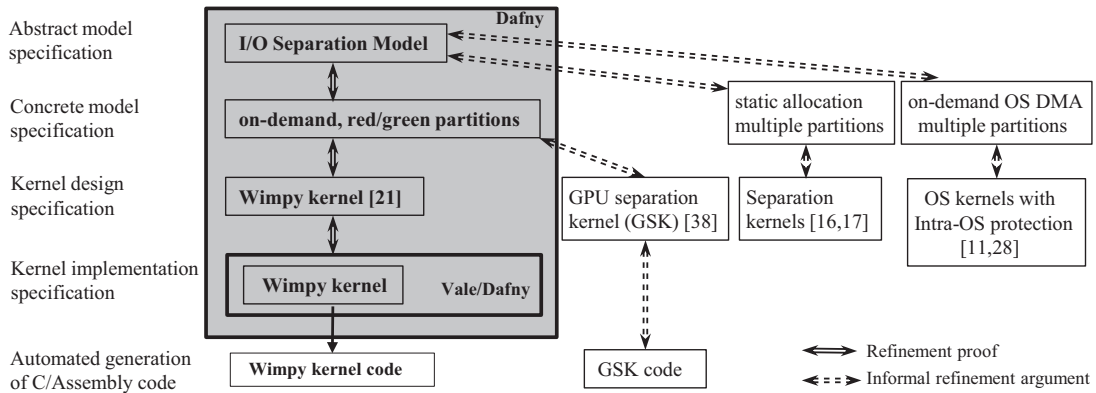 Abstract model
specification
Dafny
I/O Separation Model
Concrete model
specification
on-demand, red/green partitions
static allocation
multiple partitions
on-demand OS DMA
multiple partitions
Kernel design
specification
Wimpy kernel [21]
GPU separation
kernel (GSK) [38]
Separation
kernels [16,17]
OS kernels with
Intra-OS protection
[11,28]
Kernel implementation
specification
Wimpy kernel
Vale/Dafny
Automated generation
of C/Assembly code
Wimpy kernel code
GSK code
Refinement proof
Informal refinement argument